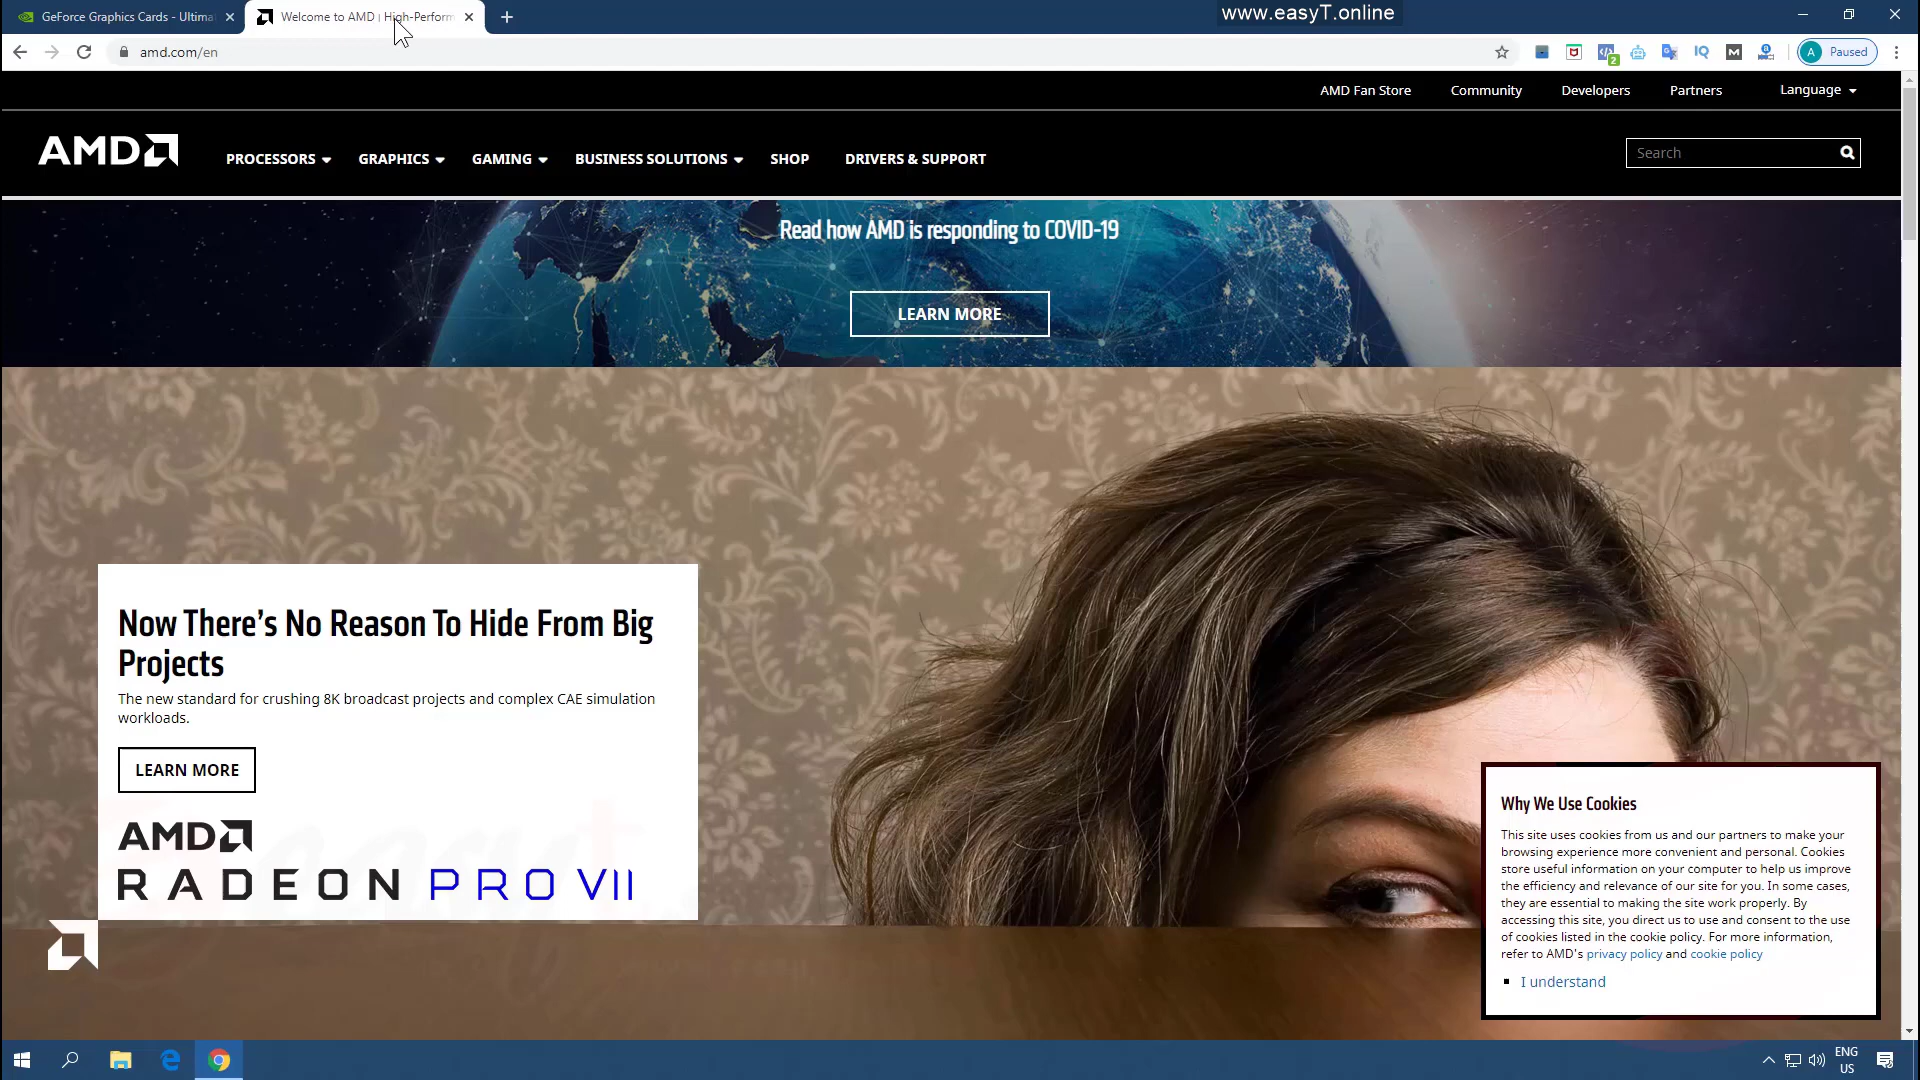 GeForce Graphics Cards - Ultima
Welcome to AMD | High-Perform
www.easyT.online
amd.com/en
2
A
Paused
AMD Fan Store
Community
Developers
Partners
Language
AMD
PROCESSORS
GRAPHICS
GAMING
BUSINESS SOLUTIONS
SHOP
DRIVERS & SUPPORT
Search
Read how AMD is responding to COVID-19
LEARN MORE
Now There's No Reason To Hide From Big
Projects
The new standard for crushing 8K broadcast projects and complex CAE simulation
workloads.
LEARN MORE
AMD
RADEON PRO VII
Why We Use Cookies
This site uses cookies from us and our partners to make your
browsing experience more convenient and personal. Cookies
store useful information on your computer to help us improve
the efficiency and relevance of our site for you. In some cases,
they are essential to making the site work properly. By
accessing this site, you direct us to use and consent to the use
of cookies listed in the cookie policy. For more information,
refer to AMD's privacy policy and cookie policy
I understand
ENG
US